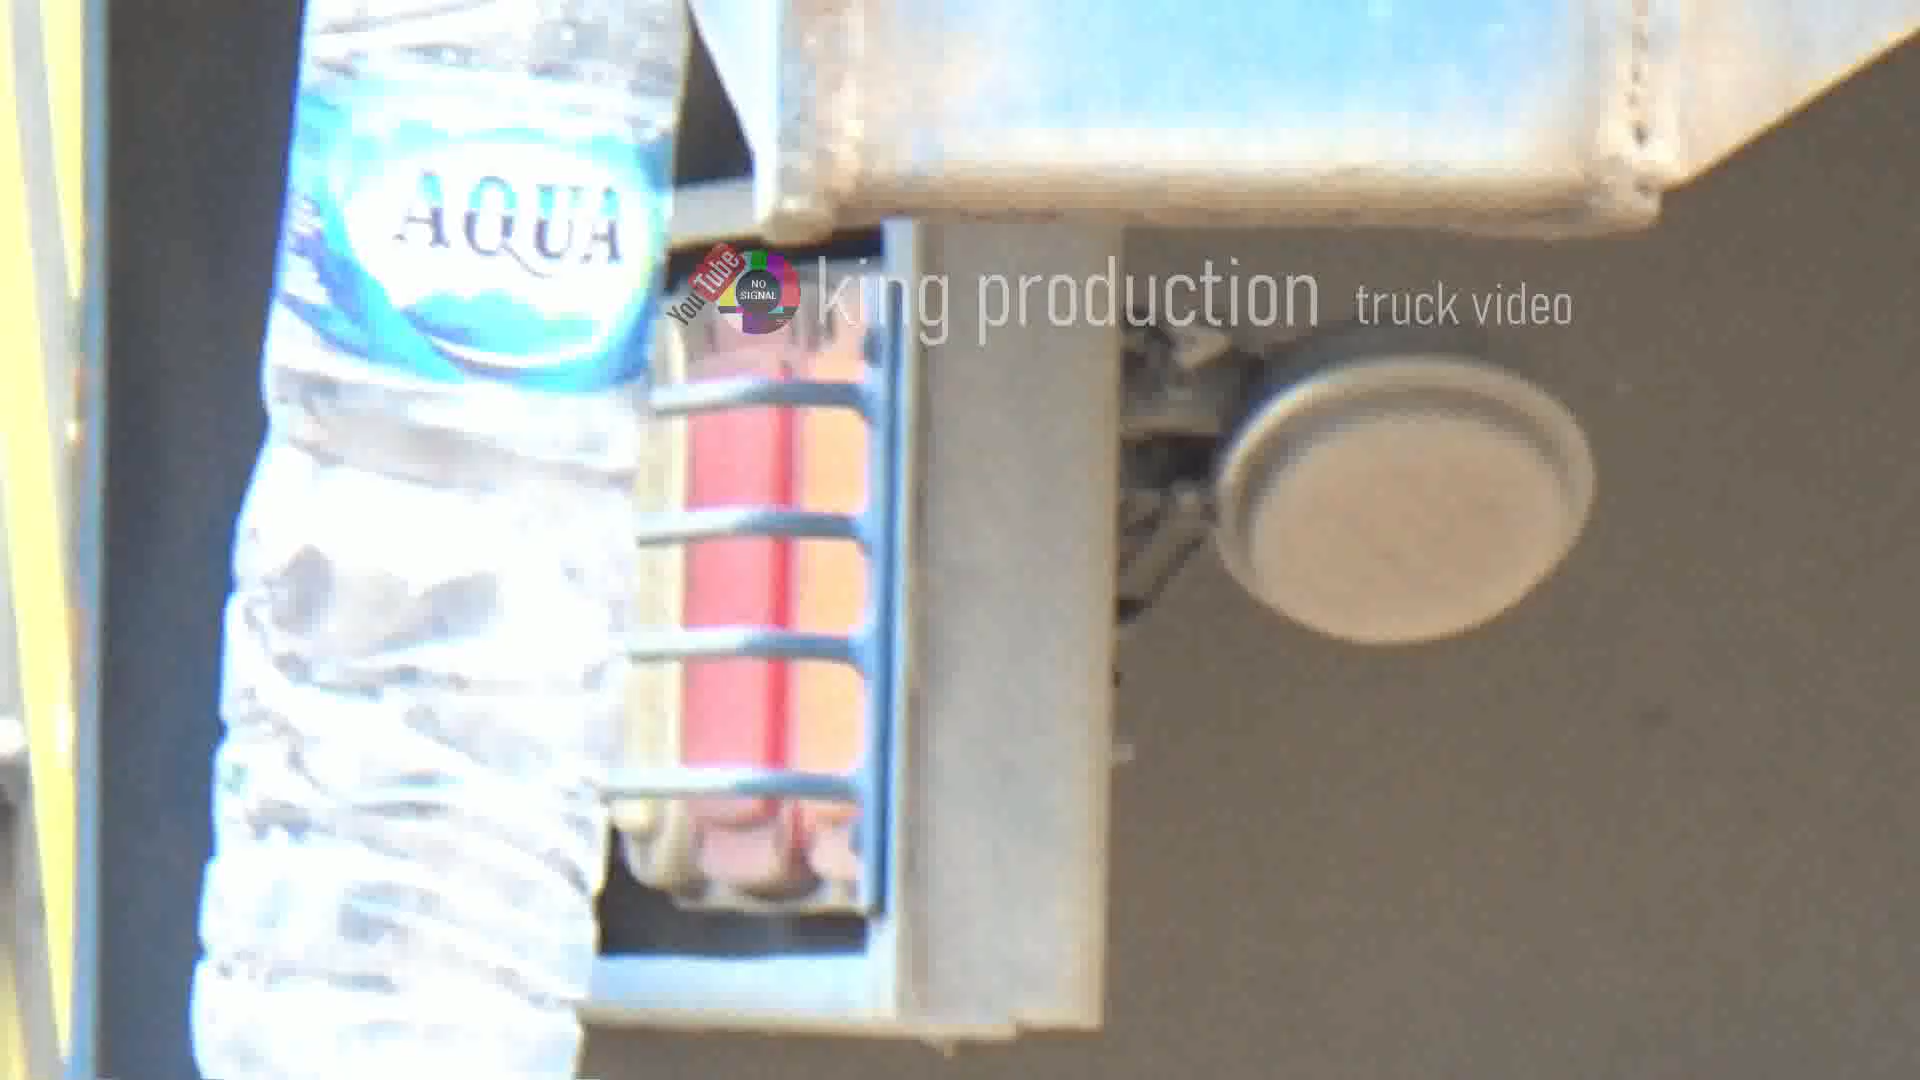 AQUA
YouTube
NO
SIGNAL
king production truck video